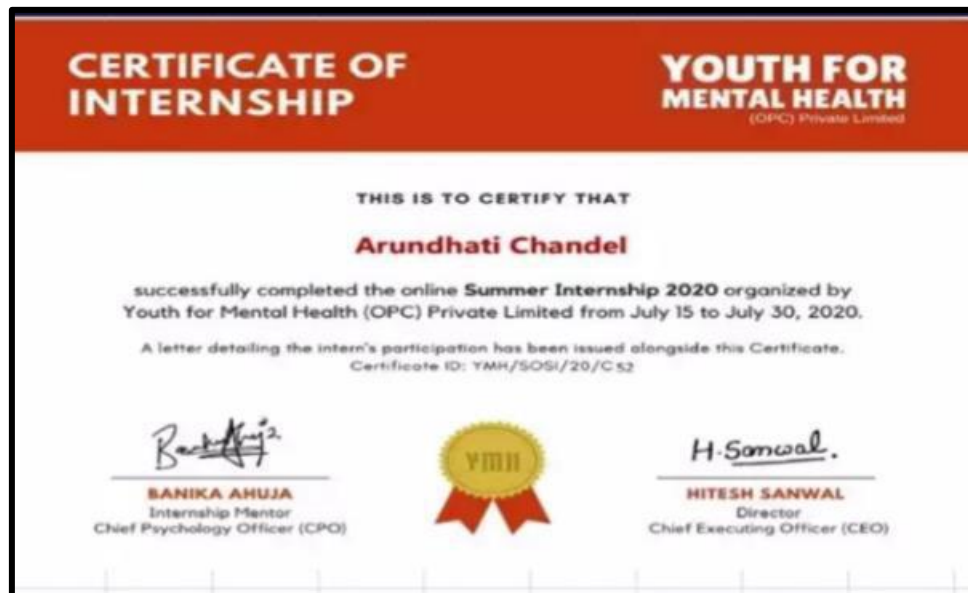 CERTIFICATE OF
INTERNSHIP
YOUTH FOR
MENTAL HEALTH
(OPC) Private Limited
THIS IS TO CERTIFY THAT
Arundhati Chandel
successfully completed the online Summer Internship 2020 organized by
Youth for Mental Health (OPC) Private Limited from July 15 to July 30, 2020.
A letter detailing the intern's participation has been issued alongside this Certificate.
Certificate ID: YMH/SOSI/20/C 52
YMH
H. Sanwal.
BANIKA AHUJA
Internship Mentor
Chief Psychology Officer (CPO)
HITESH SANWAL
Director
Chief Executing Officer (CEO)